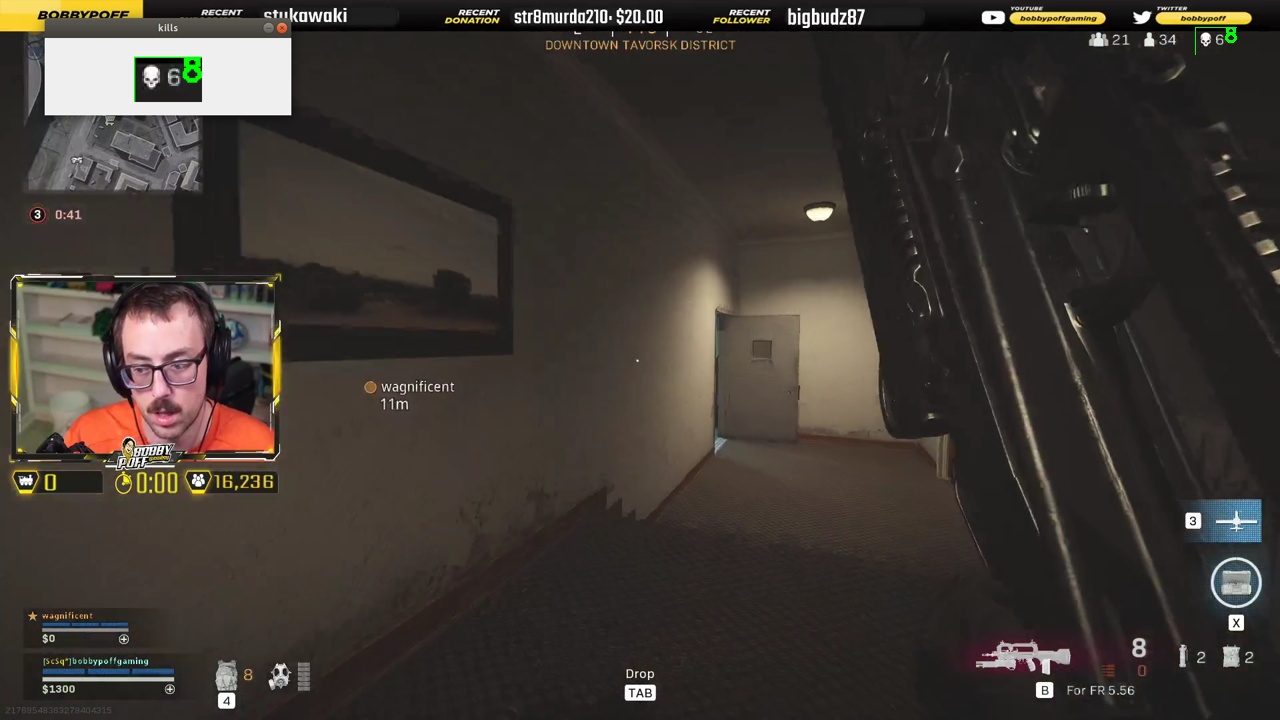 BOBBYPOFF
RECENT
stukawaki
RECENT
DONATION
str8murda210: $20.00
RECENT
FOLLOWER
bigbudz87
YOUTUBE
bobbypoffgaming
TWITTER
bobbypoff
kills
6 8
DOWNTOWN TAVORSK DISTRICT
21
34
6 8
3
0:41
wagnificent
11m
BOBBY
POFF
0
0:00
16,236
wagnificent
$0
[ScSq*]bobbypoffgaming
$1300
8
4
Drop
TAB
3
X
8
0
2
2
B
For FR 5.56